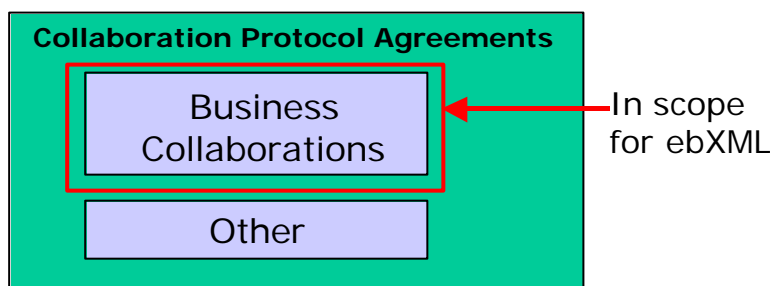 Collaboration Protocol Agreements
Business
Collaborations
In scope
for ebXML
Other